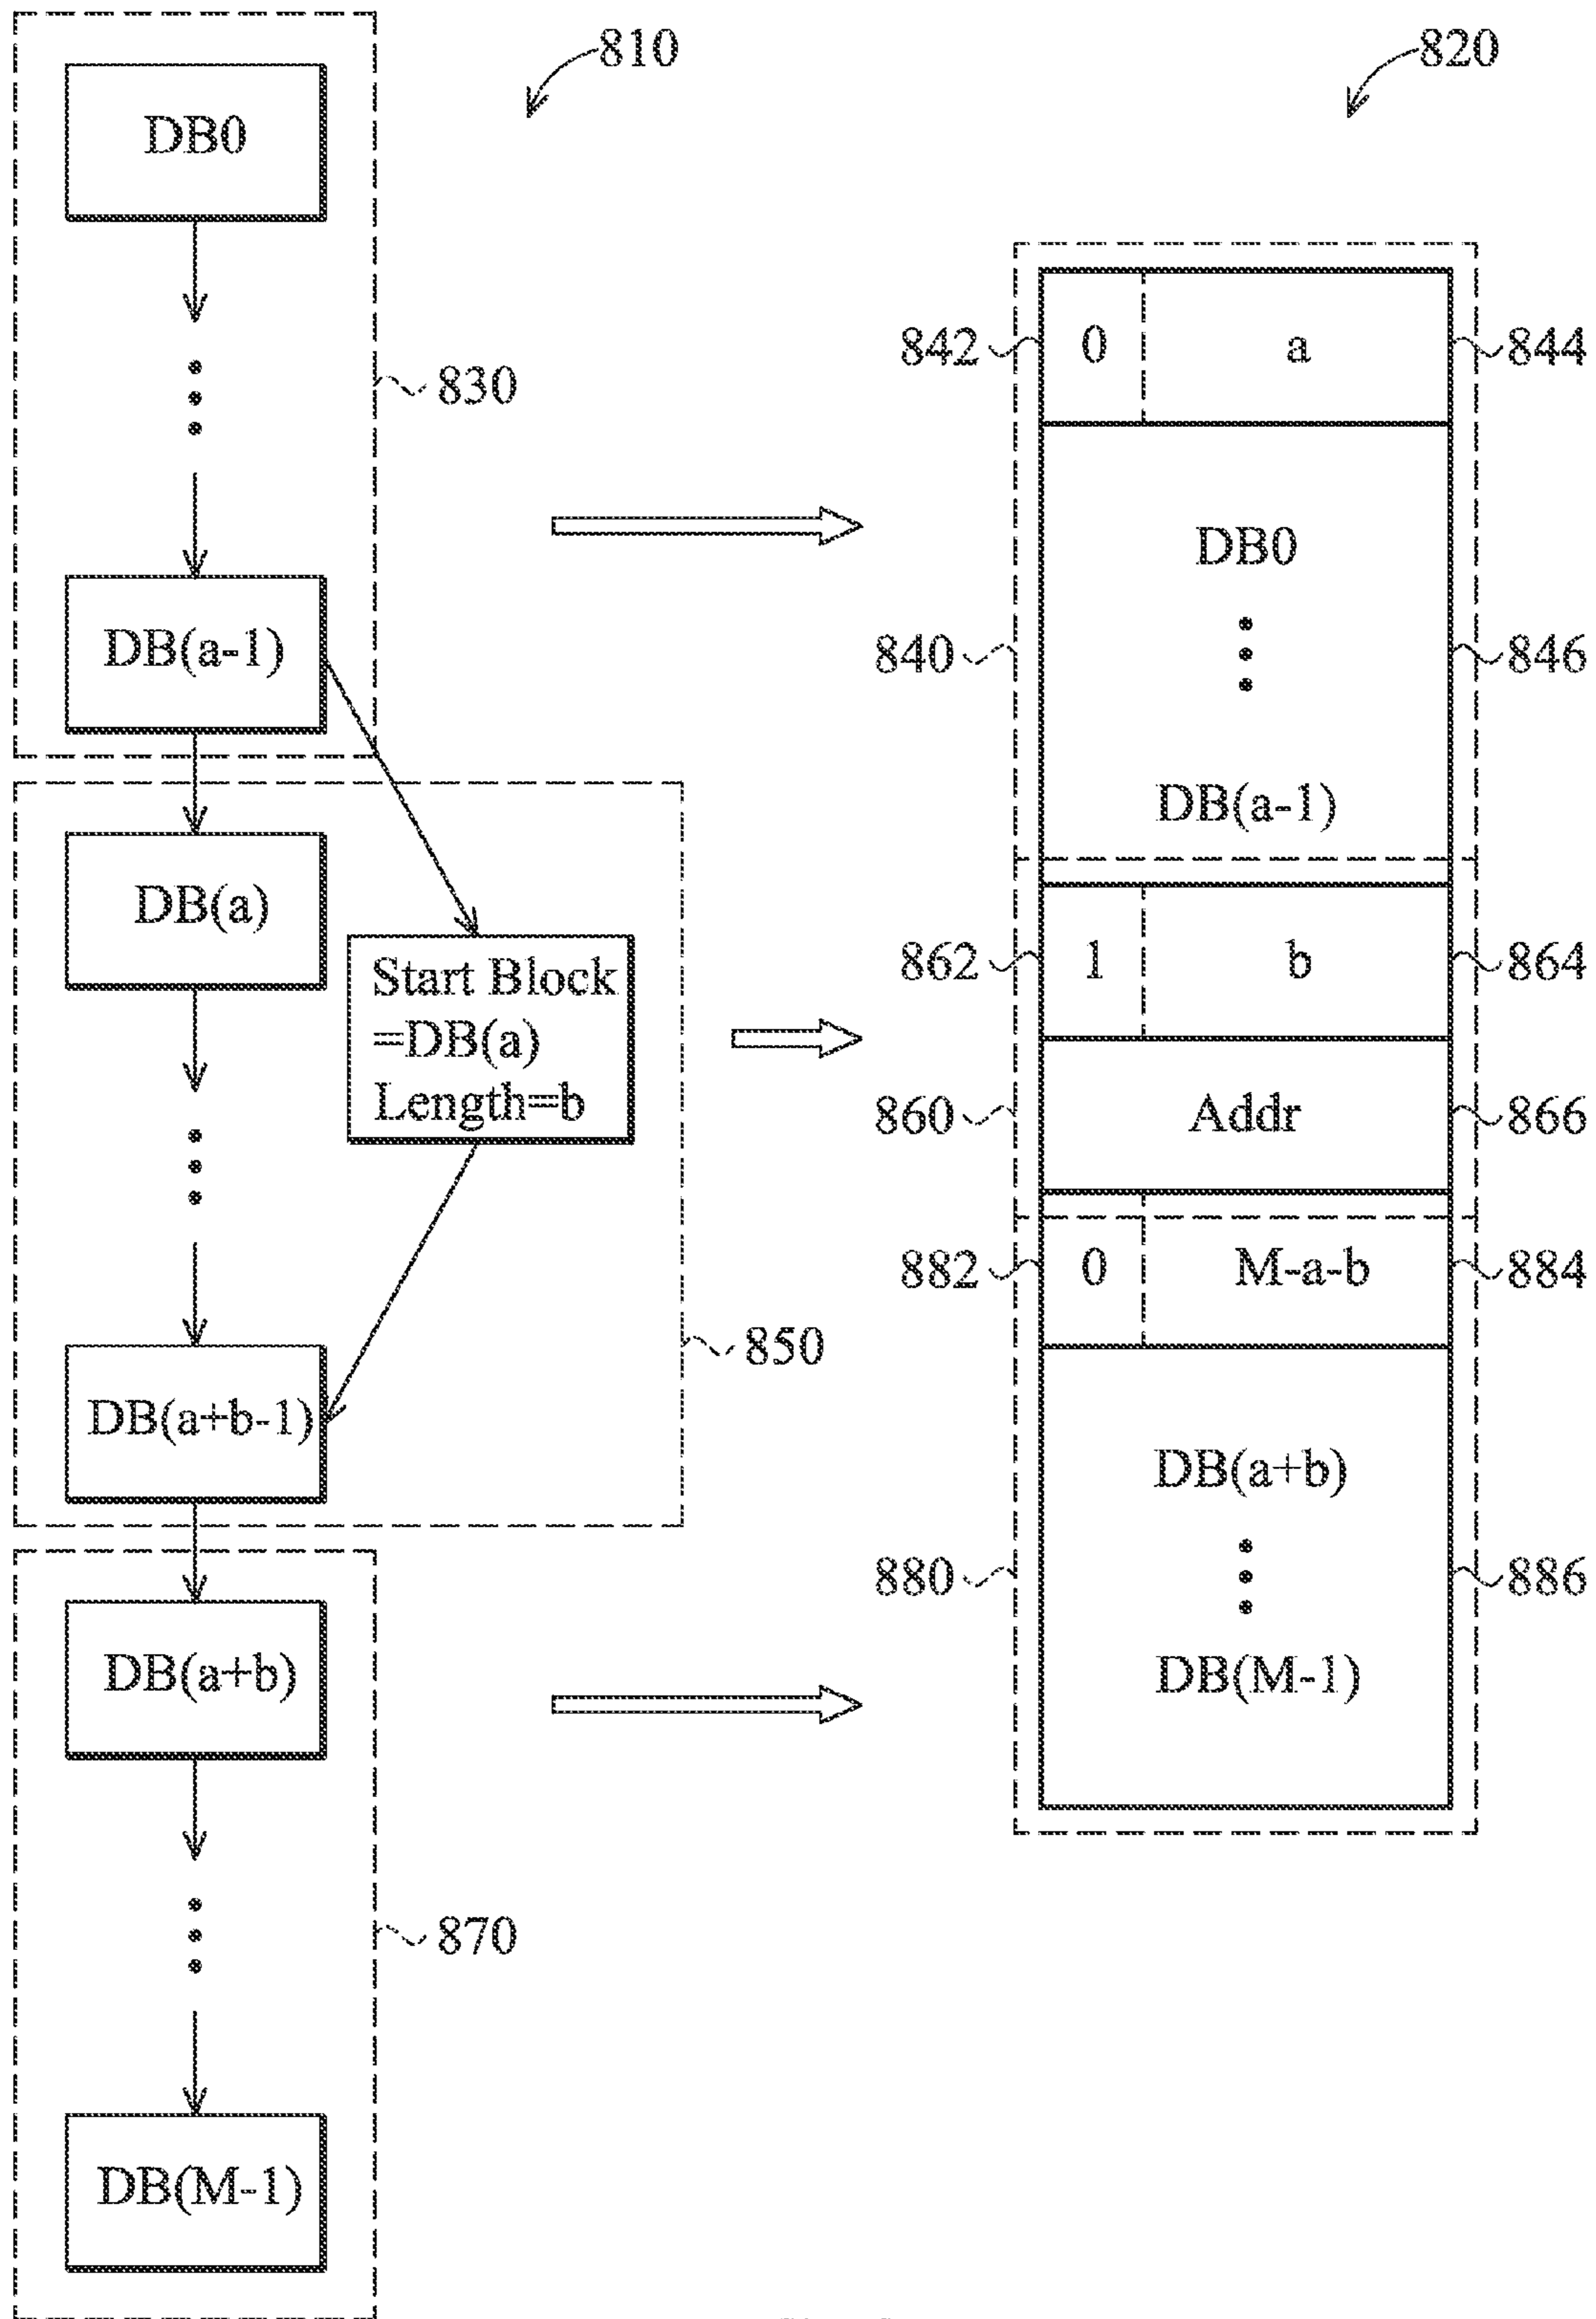 810
820
DB0
830
DB(a-1)
DB(a)
Start Block
=DB(a)
Length=b
DB(a+b-1)
850
DB(a+b)
870
DB(M-1)
842
0
a
844
DB0
840
846
DB(a-1)
862
1
b
864
860
Addr
866
882
0
M-a-b
884
DB(a+b)
880
886
DB(M-1)